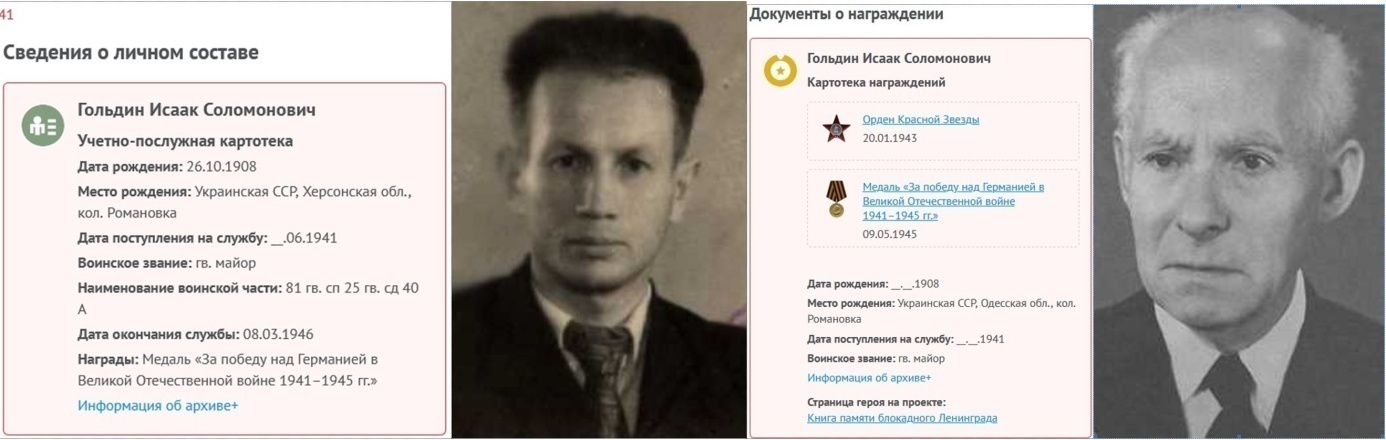 41
Сведения о личном составе
Гольдин Исаак Соломонович
Учетно-послужная картотека
Дата рождения: 26.10.1908
Место рождения: Украинская ССР, Херсонская обл.,
кол. Романовка
Дата поступления на службу: __.06.1941
Воинское звание: гв. майор
Наименование воинской части: 81 гв. сп 25 гв. сд 40
А
Дата окончания службы: 08.03.1946
Награды: Медаль «За победу над Германией в
Великой Отечественной войне 1941–1945 гг.»
Информация об архиве+
Документы о награждении
Гольдин Исаак Соломонович
Картотека награждений
Орден Красной Звезды
20.01.1943
Медаль «За победу над Германией в
Великой Отечественной войне
1941–1945 гг.»
09.05.1945
Дата рождения: __.__.1908
Место рождения: Украинская ССР, Одесская обл., кол.
Романовка
Дата поступления на службу: __.__.1941
Воинское звание: гв. майор
Информация об архиве+
Страница героя на проекте:
Книга памяти блокадного Ленинграда